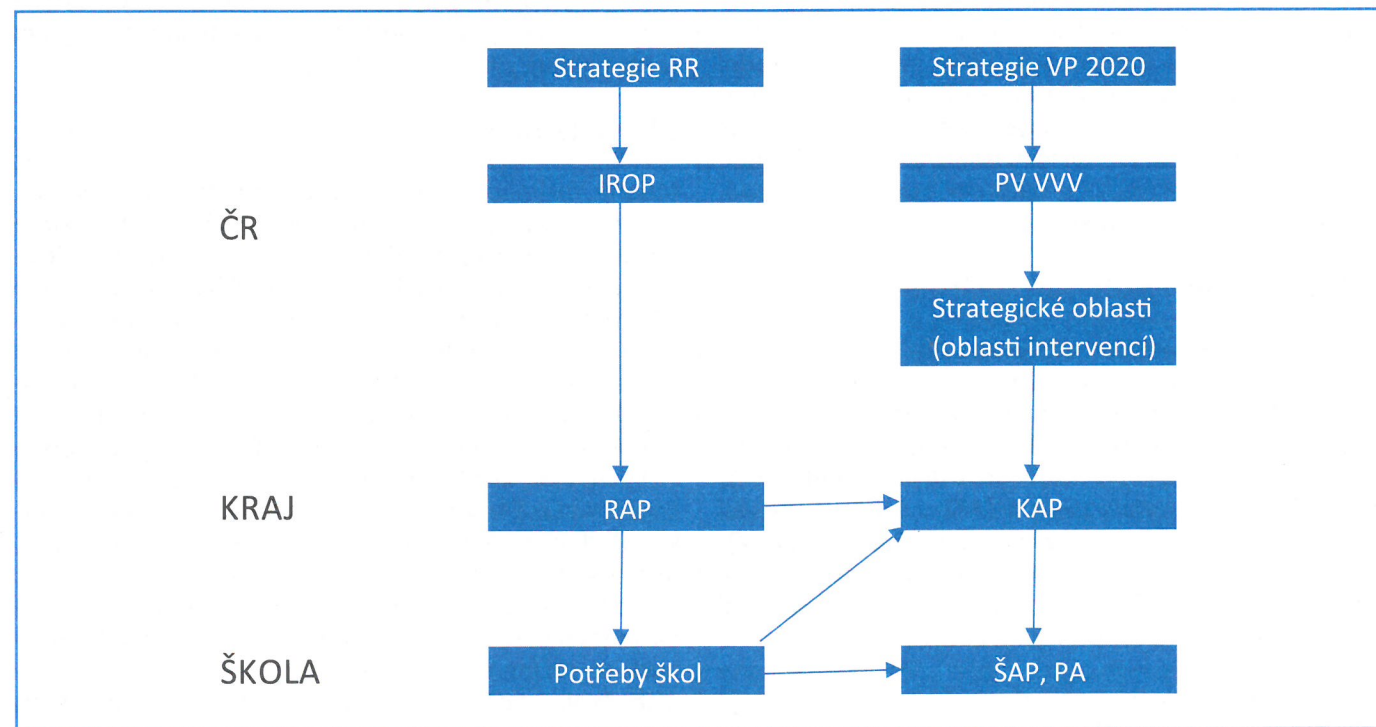 Strategie RR
Strategie VP 2020
IROP
PV VVV
ČR
Strategické oblasti
(oblasti intervencí)
KRAJ
RAP
KAP
ŠKOLA
Potřeby škol
ŠAP, PA